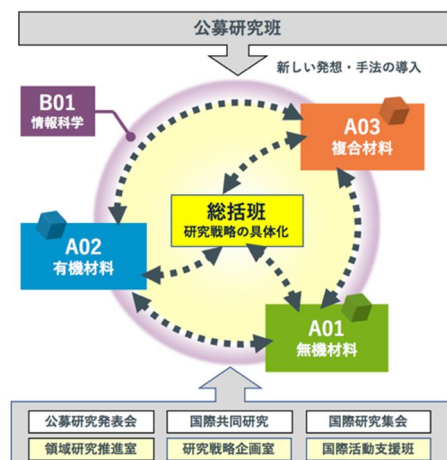 公募研究班
新しい発想・手法の導入
B01
情報科学
A03
複合材料
総括班
研究戦略の具体化
A02
有機材料
A01
無機材料
公募研究発表会
国際共同研究
国際研究集会
領域研究推進室
研究戦略企画室
国際活動支援班